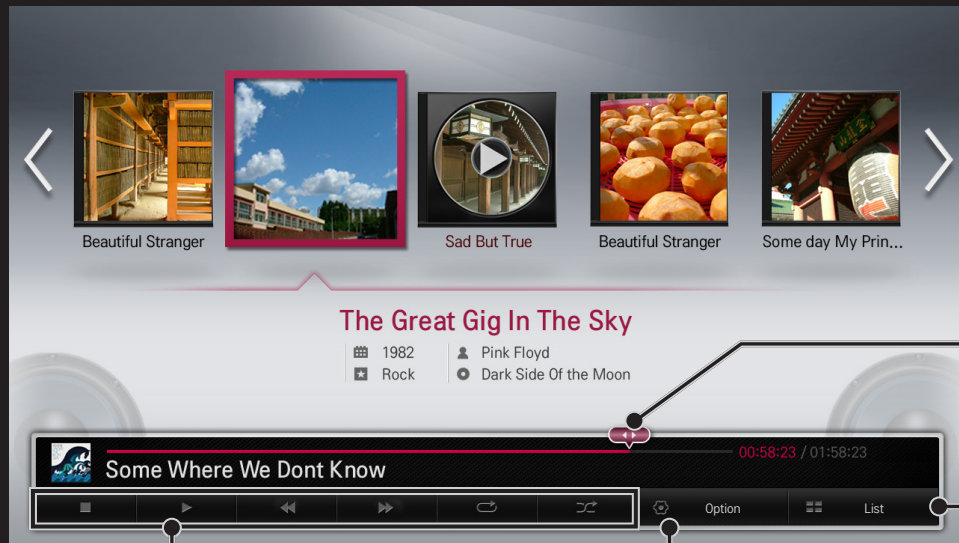 Beautiful Stranger
Sad But True
Beautiful Stranger
Some day My Prin...
The Great Gig In The Sky
1982
Pink Floyd
Rock
Dark Side Of the Moon
00:58:23 / 01:58:23
Some Where We Dont Know
Option
List